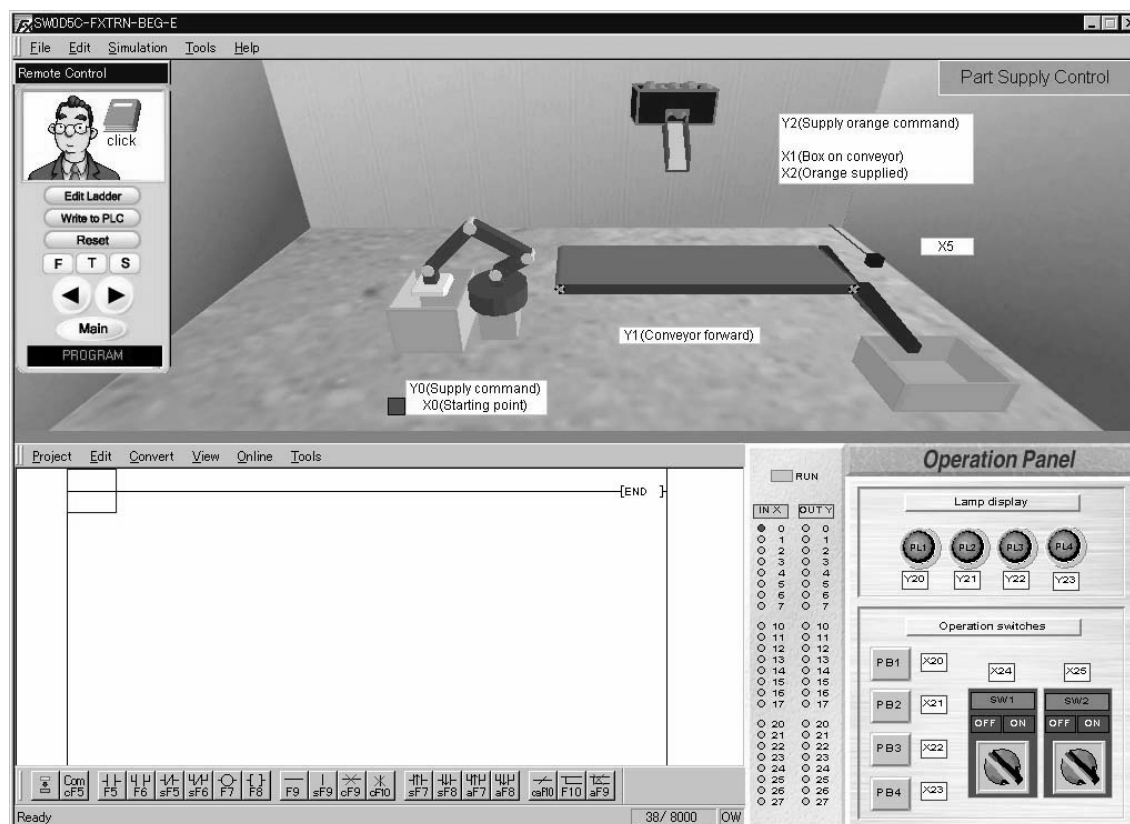 FX SW0D5C-FXTRN-BEG-E
File Edit Simulation Tools Help
Remote Control
click
Edit Ladder
Write to PLC
Reset
F T S
Main
PROGRAM
Part Supply Control
Y2(Supply orange command)
X1(Box on conveyor)
X2(Orange supplied)
X5
Y1(Conveyor forward)
Y0(Supply command)
X0(Starting point)
Project Edit Convert View Online Tools
END
RUN
IN X OUT Y
0 0
1 1
2 2
3 3
4 4
5 5
6 6
7 7
10 10
11 11
12 12
13 13
14 14
15 15
16 16
17 17
20 20
21 21
22 22
23 23
24 24
25 25
26 26
27 27
Operation Panel
Lamp display
PL1 PL2 PL3 PL4
Y20 Y21 Y22 Y23
Operation switches
PB1 X20
PB2 X21
PB3 X22
PB4 X23
X24 X25
SW1 SW2
OFF ON OFF ON
Com
cF5 F5 F6 sF5 sF6 F7 F8 F9 sF9 cF9 cF10 sF7 sF8 aF7 aF8 caF10 F10 aF9
Ready
38/ 8000 OW